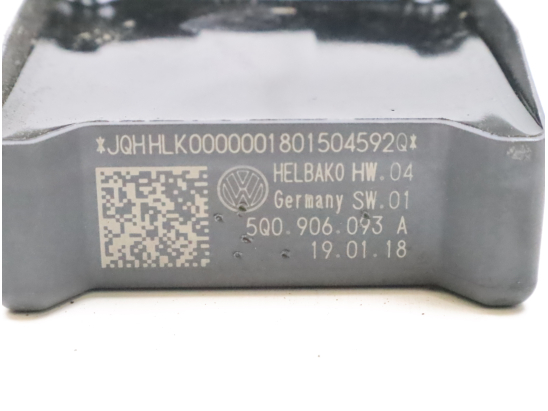 *JQHHLK0000001801504592Q*
HELBAKO HW.04
Germany SW.01
5Q0.906.093 A
19.01.18